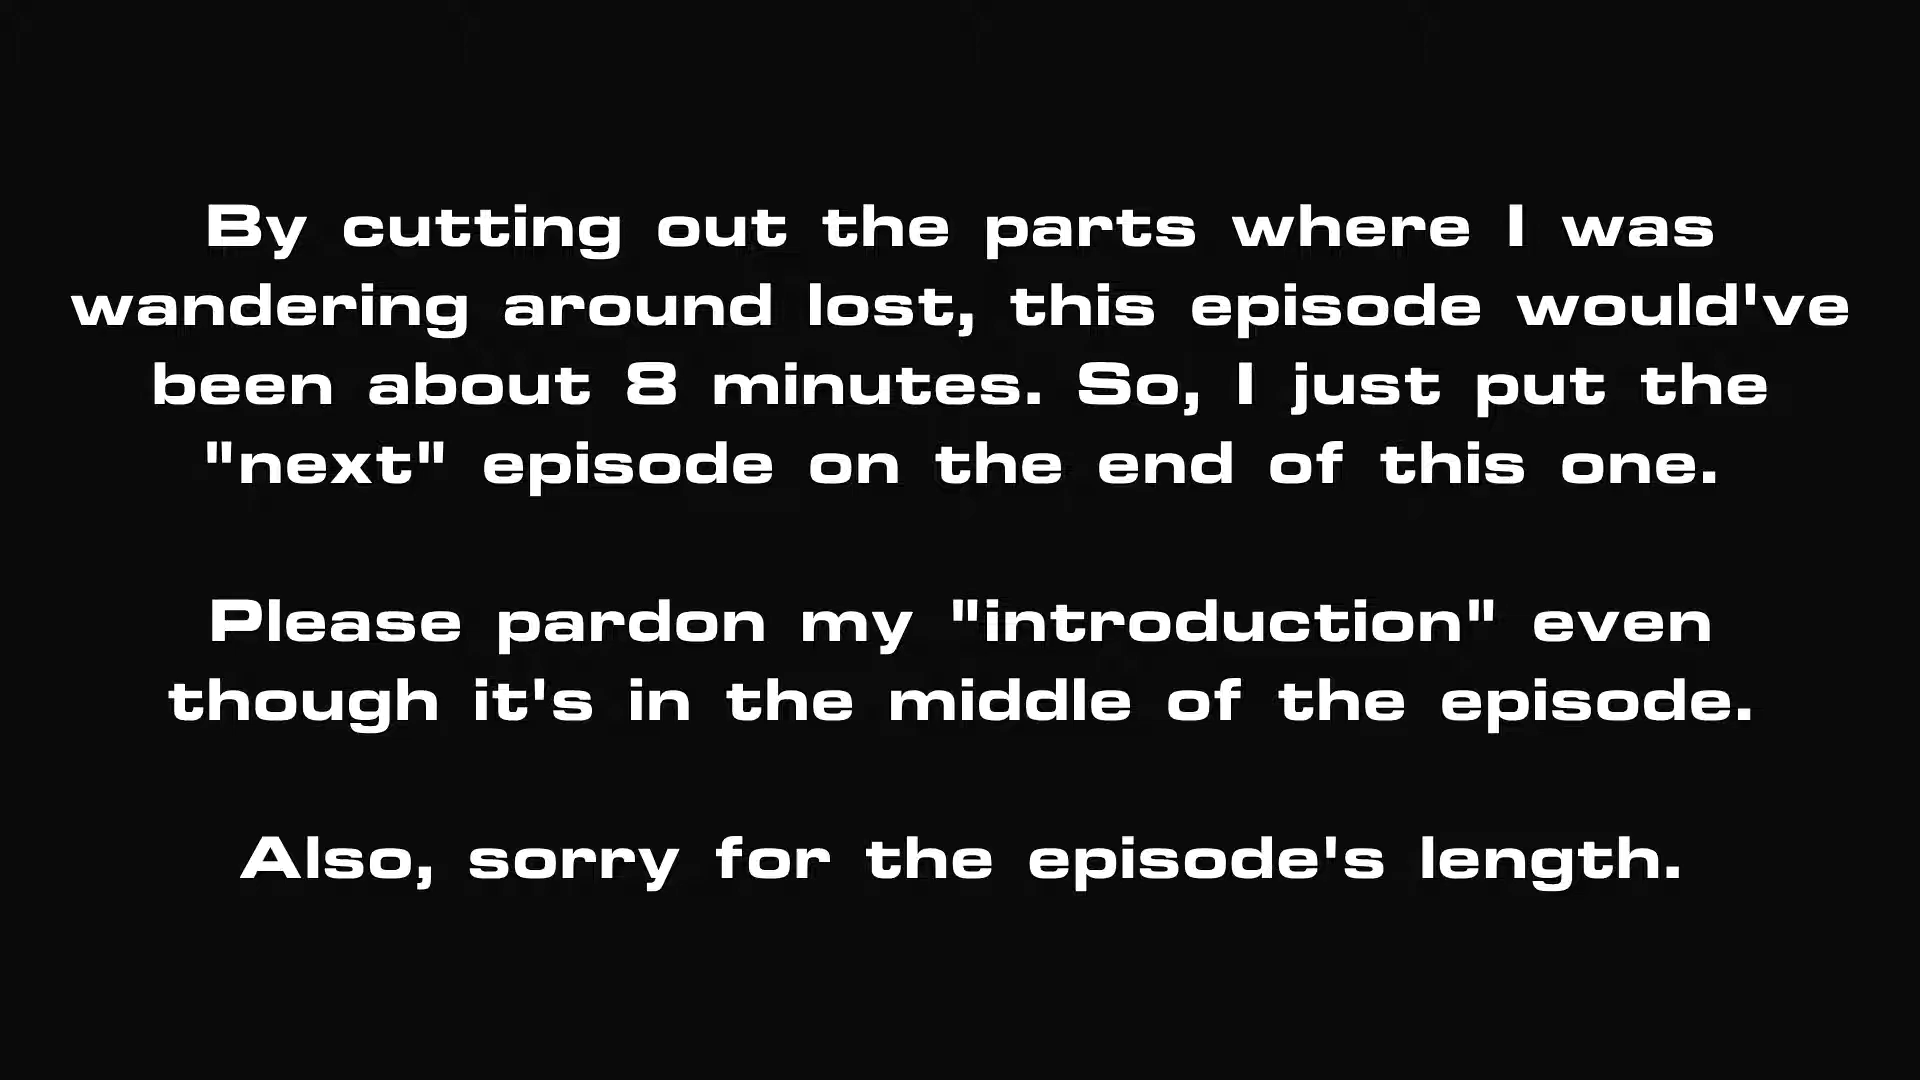 By cutting out the parts where I was
wandering around lost, this episode would've
been about 8 minutes. So, I just put the
"next" episode on the end of this one.
Please pardon my "introduction" even
though it's in the middle of the episode.
Also, sorry for the episode's length.